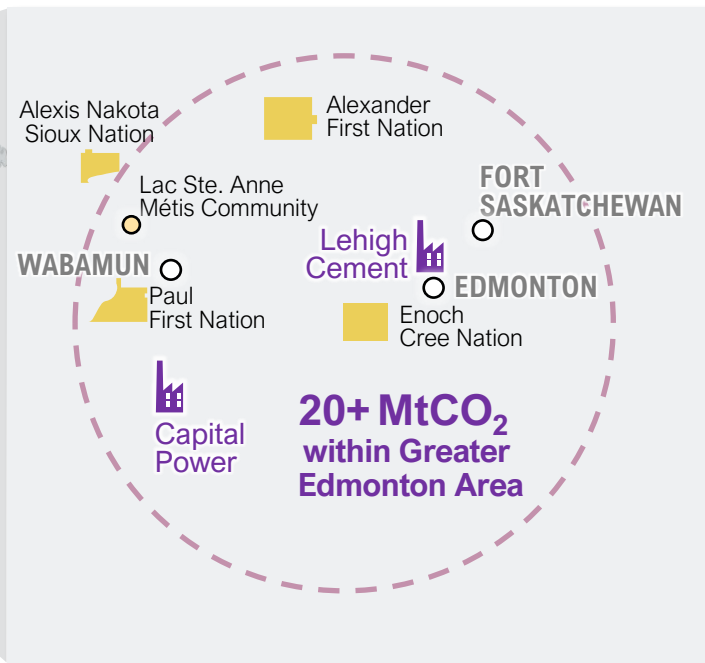 Alexander
First Nation
Alexis Nakota
Sioux Nation
Lac Ste. Anne
Métis Community
FORT
SASKATCHEWAN
Lehigh
Cement
WABAMUN
EDMONTON
Paul
First Nation
Enoch
Cree Nation
Capital
Power
20+ MtCO₂
within Greater
Edmonton Area